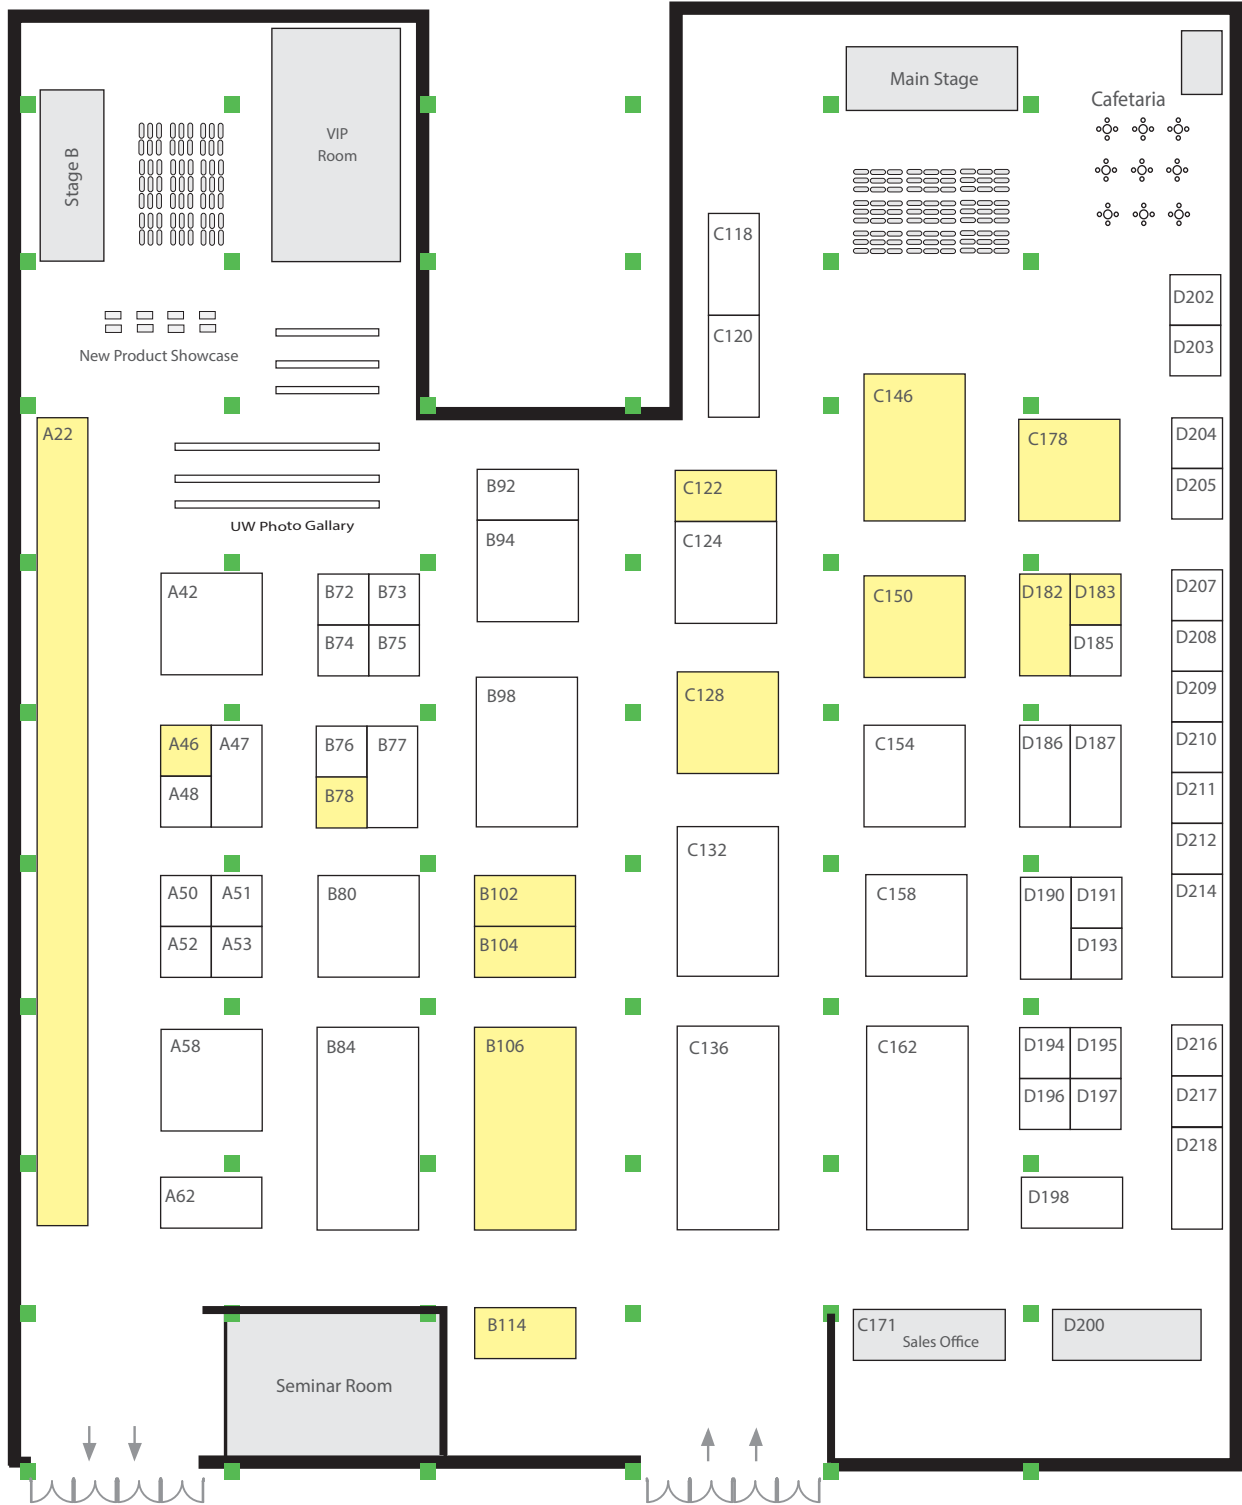 Main Stage
Cafetaria
VIP
Room
Stage B
C118
D202
C120
D203
New Product Showcase
C146
A22
C178
D204
B92
C122
D205
UW Photo Gallary
B94
C124
A42
B72
B73
C150
D182
D183
D207
B74
B75
D185
D208
B98
C128
D209
A46
A47
B76
B77
C154
D186
D187
D210
A48
B78
D211
C132
D212
A50
A51
B80
B102
C158
D190
D191
D214
A52
A53
B104
D193
A58
B84
B106
C136
C162
D194
D195
D216
D196
D197
D217
D218
A62
D198
B114
C171
Sales Office
D200
Seminar Room